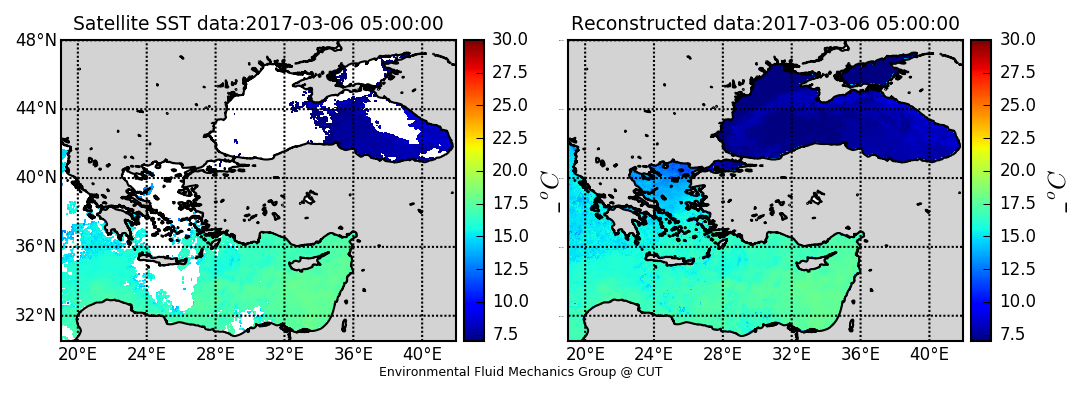 Satellite SST data:2017-03-06 05:00:00
48°N
44°N
40°N
36°N
32°N
20°E 24°E 28°E 32°E 36°E 40°E
30.0
27.5
25.0
22.5
20.0
17.5
15.0
12.5
10.0
7.5
°C
Reconstructed data:2017-03-06 05:00:00
20°E 24°E 28°E 32°E 36°E 40°E
30.0
27.5
25.0
22.5
20.0
17.5
15.0
12.5
10.0
7.5
°C
Environmental Fluid Mechanics Group @ CUT